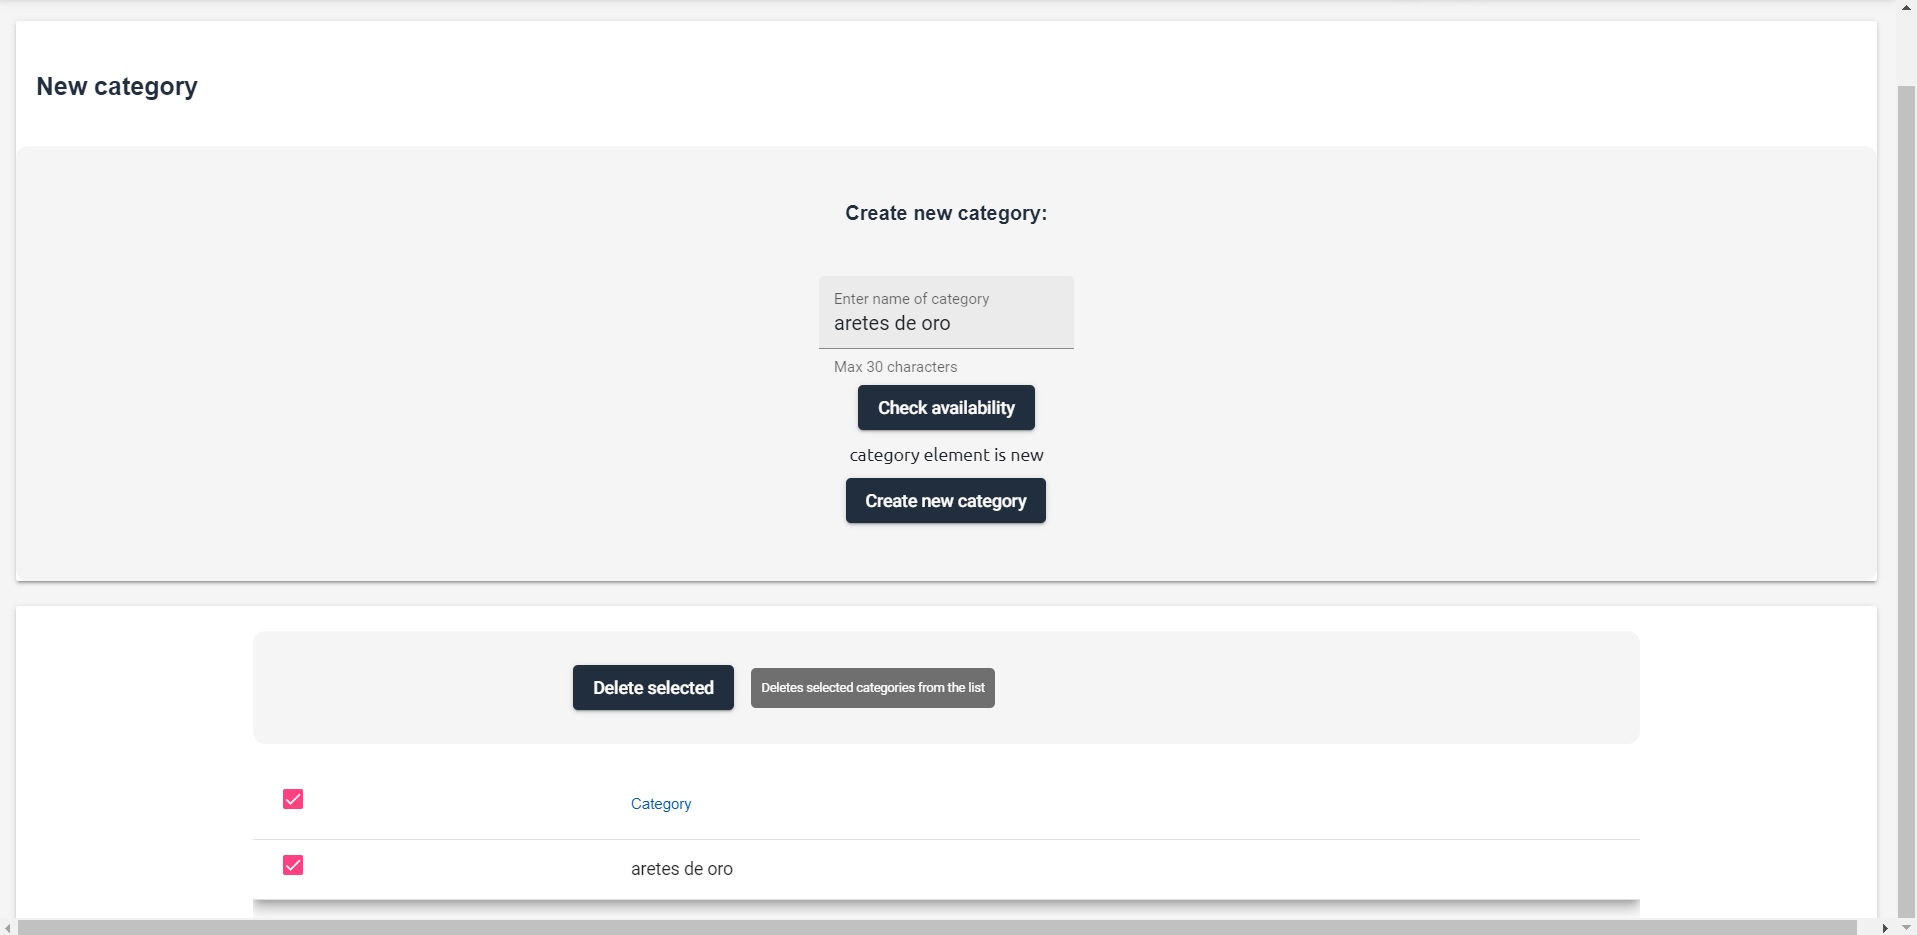 New category
Create new category:
Enter name of category
aretes de oro
Max 30 characters
Check availability
category element is new
Create new category
Delete selected
Deletes selected categories from the list
Category
aretes de oro